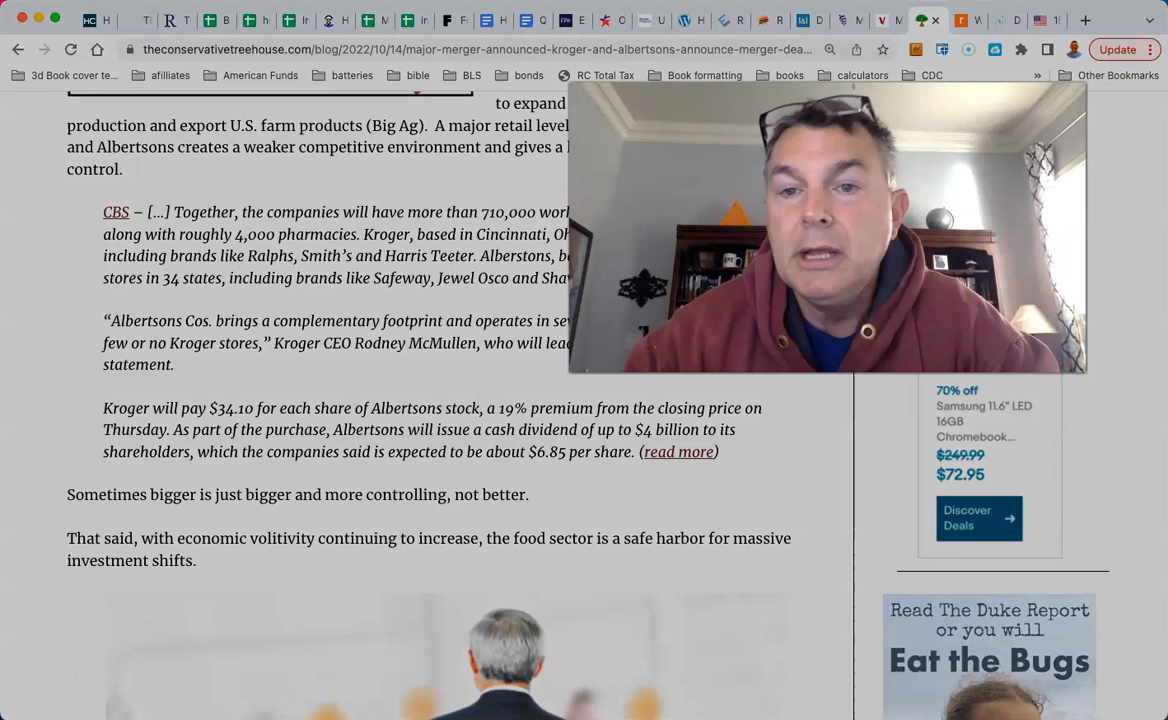 HC
H
T
R
T
B
h
Ir
H
M
in
F
F
H
Q
FPA
E
O
U
H
E
R
R
I&I
D
M
V
M
×
r
W
D
1
+
theconservativetreehouse.com/blog/2022/10/14/major-merger-announced-kroger-and-albertsons-announce-merger-dea...
Update
3d Book cover te...
afilliates
American Funds
batteries
bible
BLS
bonds
RC Total Tax
Book formatting
books
calculators
CDC
»
Other Bookmarks
to expand
production and export U.S. farm products (Big Ag). A major retail level
and Albertsons creates a weaker competitive environment and gives a
control.
CBS – [...] Together, the companies will have more than 710,000
along with roughly 4,000 pharmacies. Kroger, based in Cincinnati,
including brands like Ralphs, Smith's and Harris Teeter. Alberstons,
stores in 34 states, including brands like Safeway, Jewel Osco and
“Albertsons Cos. brings a complementary footprint and operates in
few or no Kroger stores,” Kroger CEO Rodney McMullen, who will
statement.
Kroger will pay $34.10 for each share of Albertsons stock, a 19% premium from the closing price on
Thursday. As part of the purchase, Albertsons will issue a cash dividend of up to $4 billion to its
shareholders, which the companies said is expected to be about $6.85 per share. (read more)
Sometimes bigger is just bigger and more controlling, not better.
That said, with economic volitivity continuing to increase, the food sector is a safe harbor for massive
investment shifts.
70% off
Samsung 11.6" LED
16GB
Chromebook...
$249.99
$72.95
Discover
Deals
Read The Duke Report
or you will
Eat the Bugs